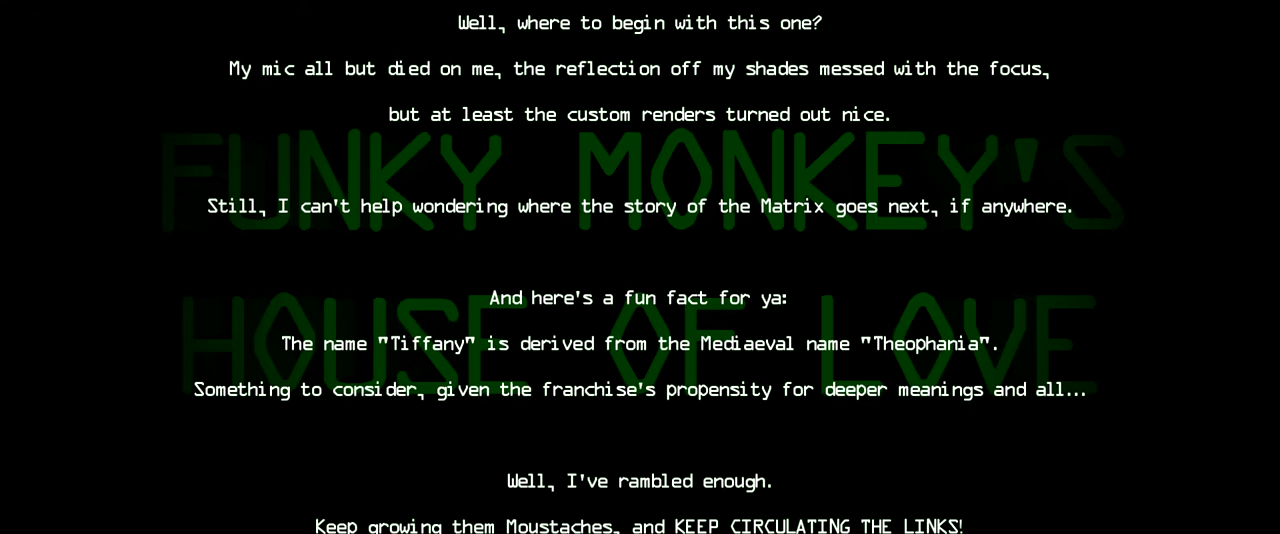 Well, where to begin with this one?
My mic all but died on me, the reflection off my shades messed with the focus,
but at least the custom renders turned out nice.
FUNKY MONKEY'S
Still, I can't help wondering where the story of the Matrix goes next, if anywhere.
And here's a fun fact for ya:
HOUSE OF LOVE
The name "Tiffany" is derived from the Mediaeval name "Theophania".
Something to consider, given the franchise's propensity for deeper meanings and all...
Well, I've rambled enough.
Keep growing them Moustaches, and KEEP CIRCULATING THE LINKS!